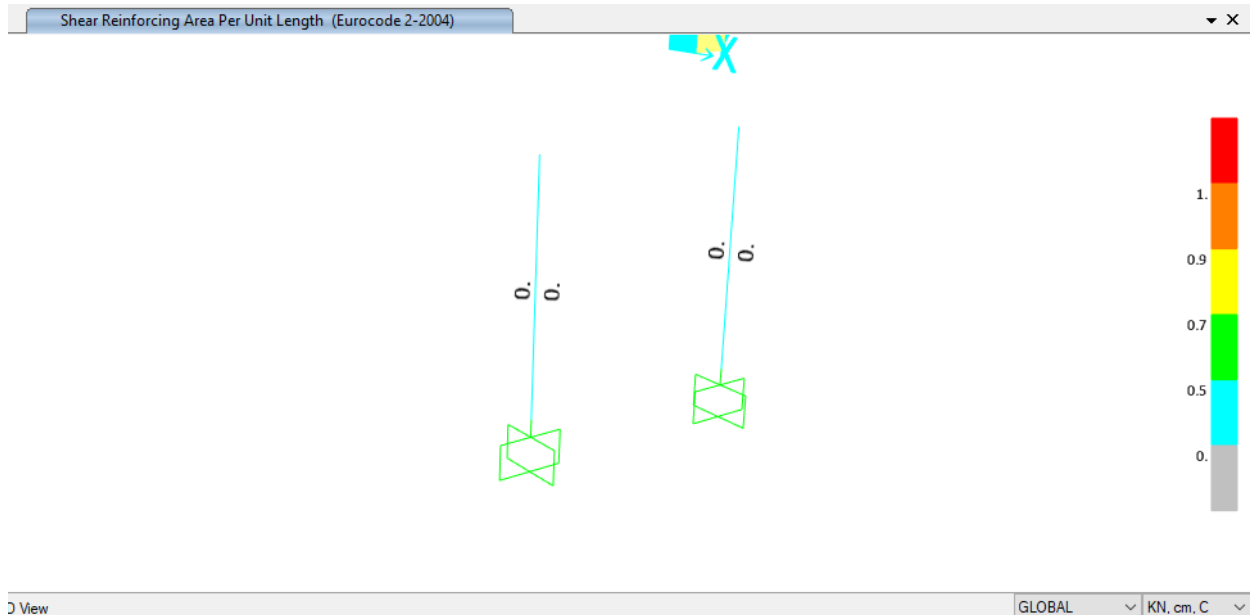 Shear Reinforcing Area Per Unit Length (Eurocode 2-2004)
X
0.
0.
0.
0.
1.
0.9
0.7
0.5
0.
D View
GLOBAL
KN, cm, C